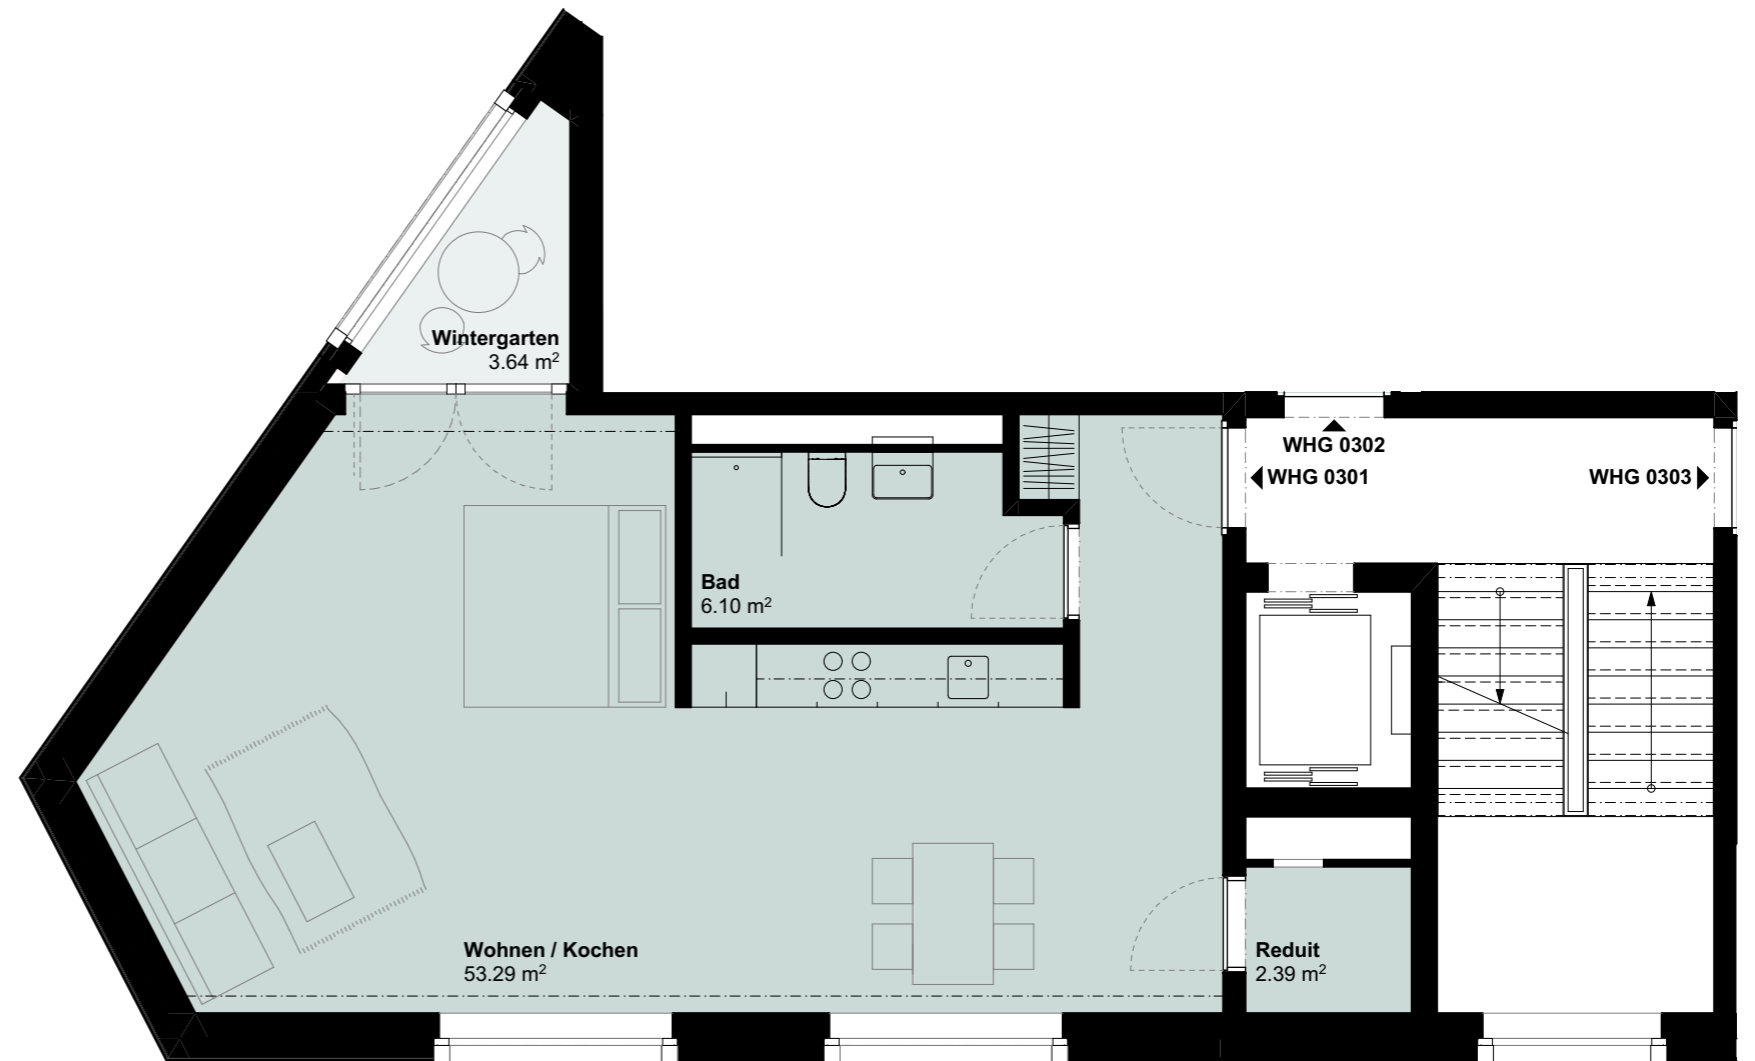 Wintergarten
3.64 m²
WHG 0302
WHG 0301
WHG 0303
Bad
6.10 m²
Wohnen / Kochen
53.29 m²
Reduit
2.39 m²